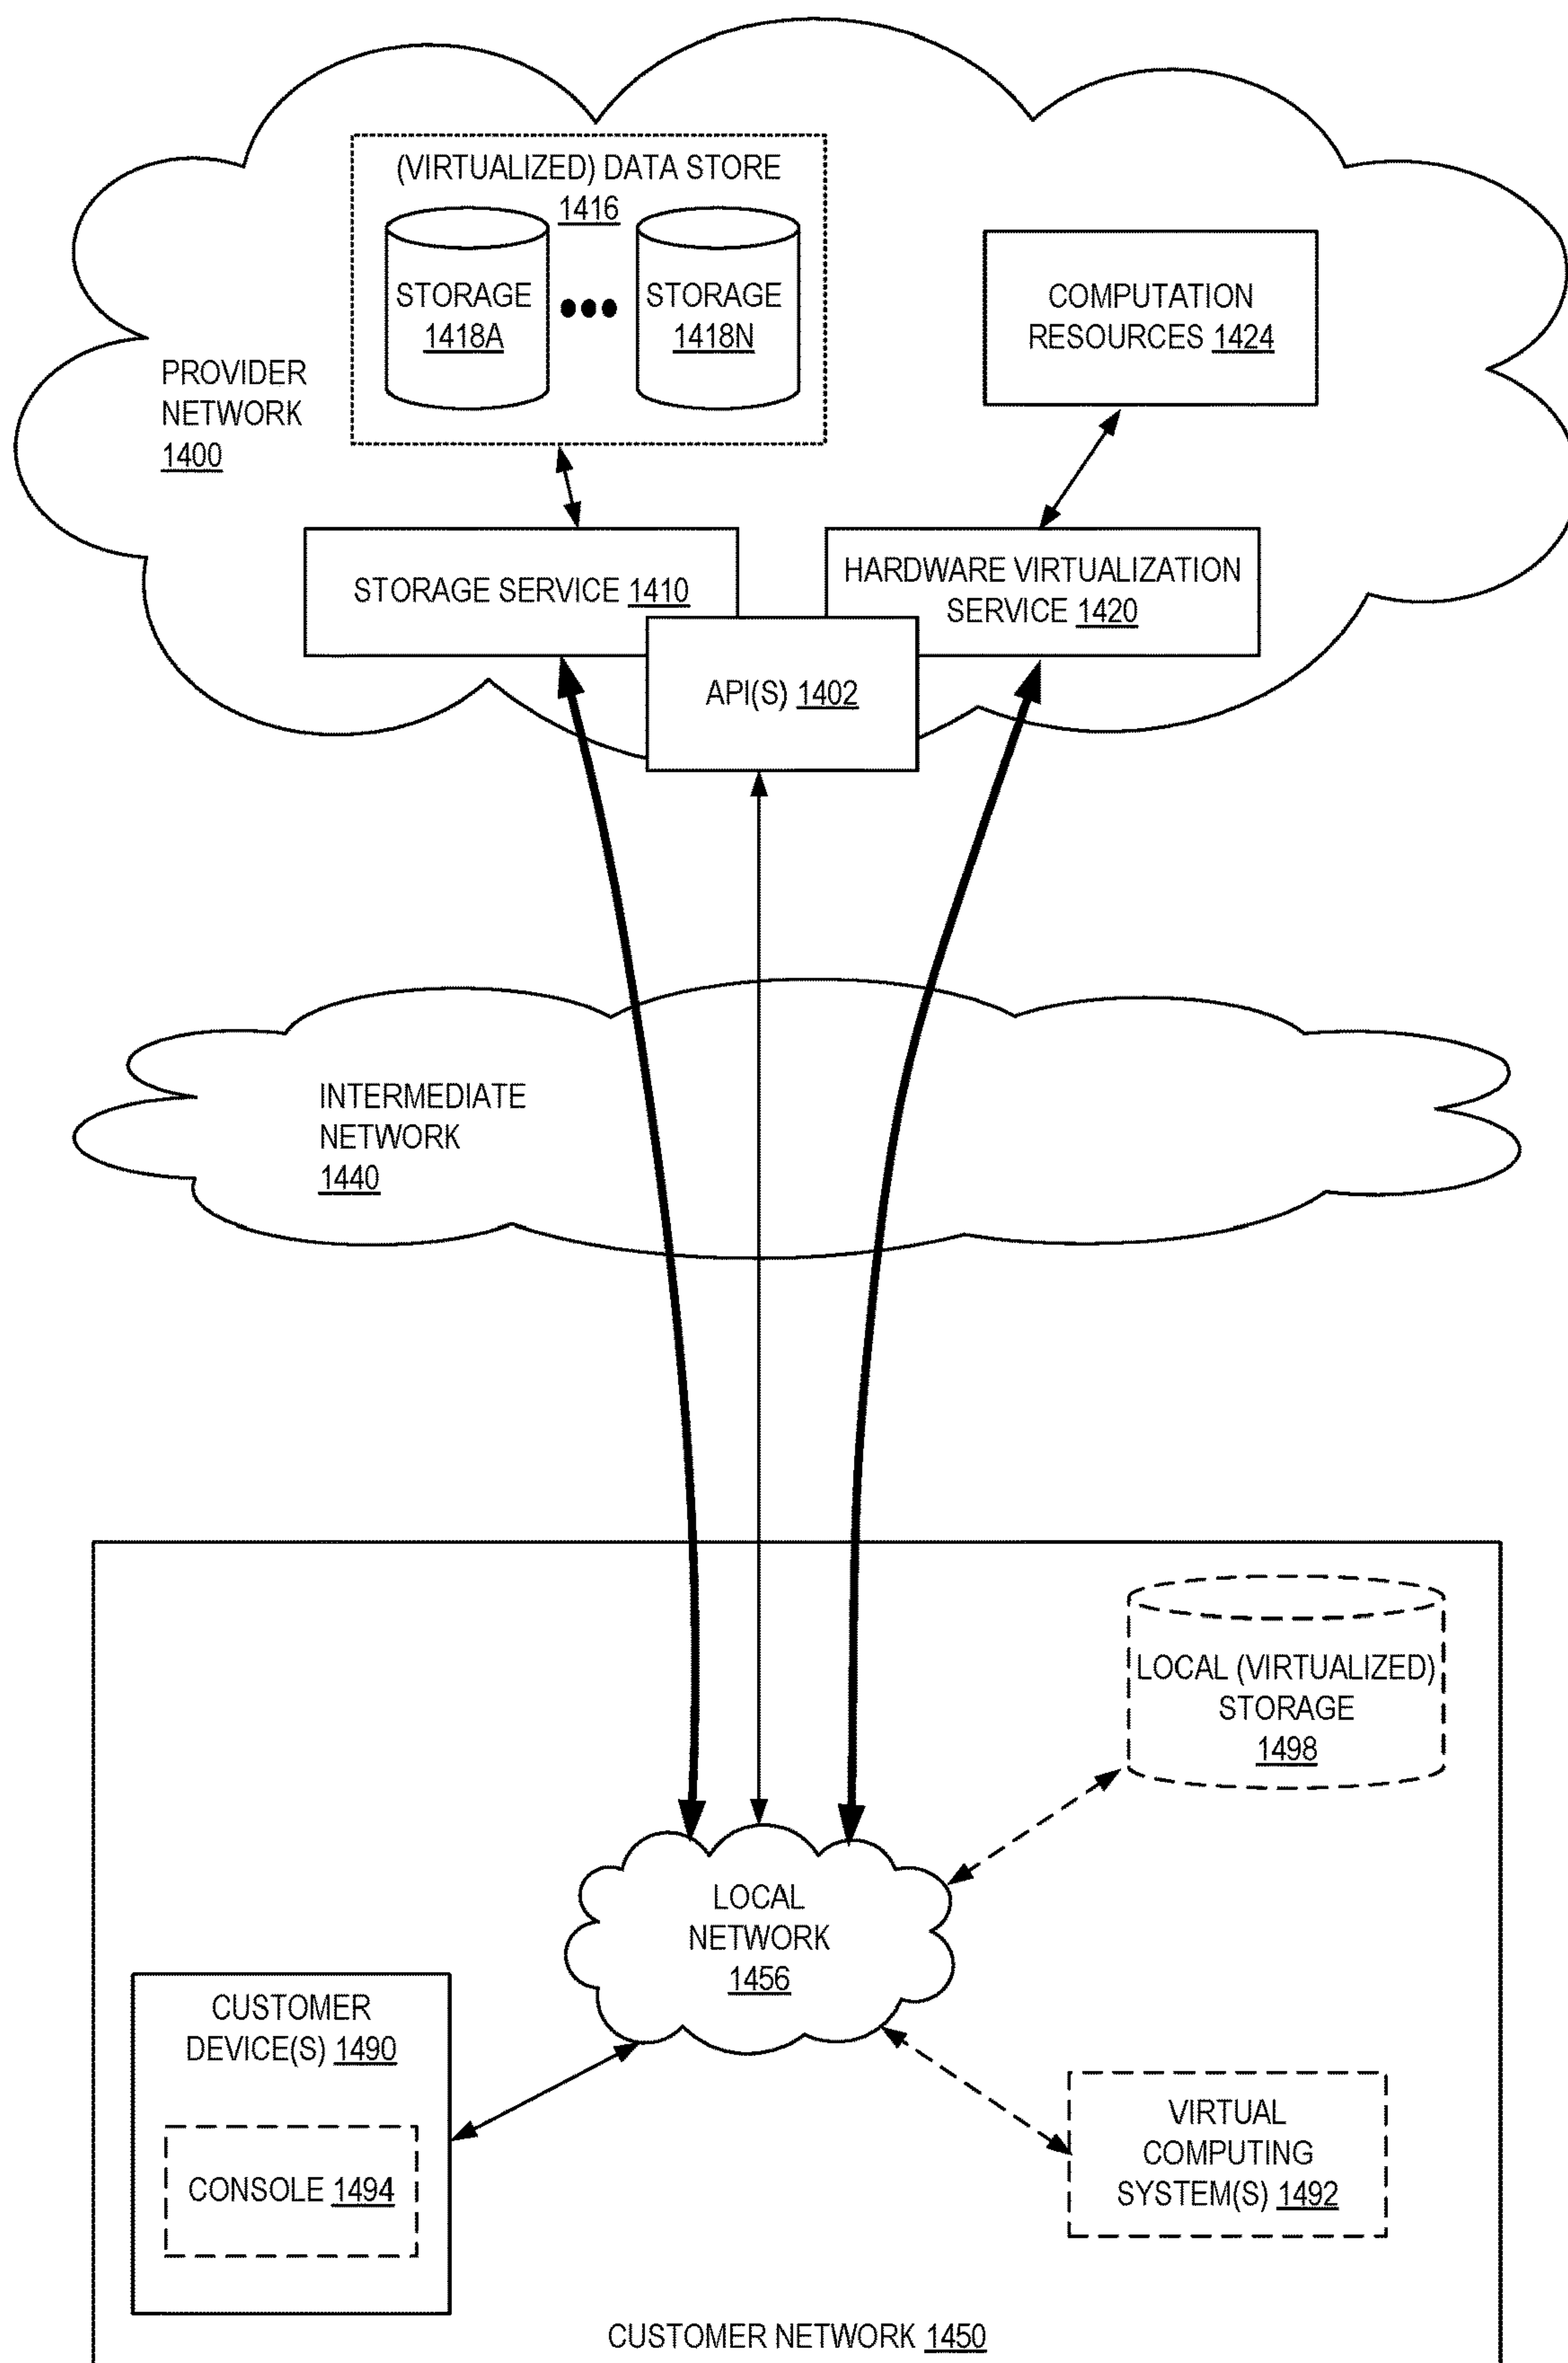 (VIRTUALIZED) DATA STORE
1416
STORAGE
1418A
STORAGE
1418N
COMPUTATION
RESOURCES 1424
PROVIDER
NETWORK
1400
STORAGE SERVICE 1410
HARDWARE VIRTUALIZATION
SERVICE 1420
API(S) 1402
INTERMEDIATE
NETWORK
1440
LOCAL (VIRTUALIZED)
STORAGE
1498
LOCAL
NETWORK
1456
CUSTOMER
DEVICE(S) 1490
CONSOLE 1494
VIRTUAL
COMPUTING
SYSTEM(S) 1492
CUSTOMER NETWORK 1450